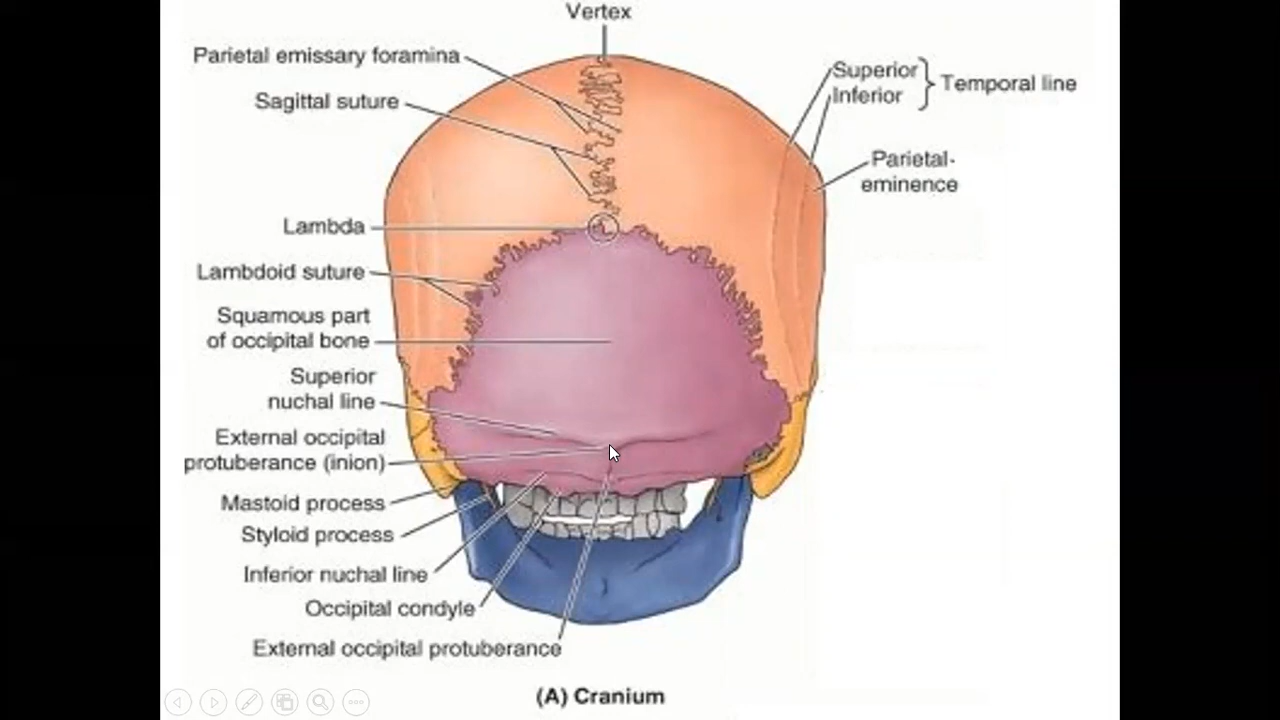 Vertex
Parietal emissary foramina
Sagittal suture
Superior
Inferior
Temporal line
Parietal-
eminence
Lambda
Lambdoid suture
Squamous part
of occipital bone
Superior
nuchal line
External occipital
protuberance (inion)
Mastoid process
Styloid process
Inferior nuchal line
Occipital condyle
External occipital protuberance
(A) Cranium